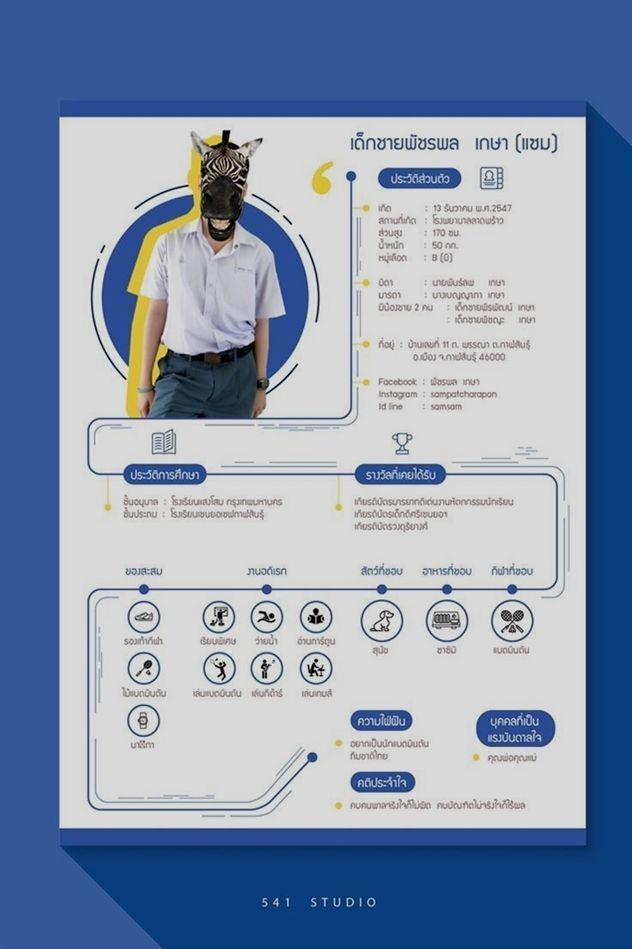 เด็กชายพัชรพล เกษา (แซม)
ประวัติส่วนตัว
เกิด : 13 ธันวาคม พ.ศ.2547
สถานที่เกิด : โรงพยาบาลลาดพร้าว
ส่วนสูง : 170 ซม.
น้ำหนัก : 50 กก.
หมู่เลือด : B (บี)
บิดา : นายพันธ์ลพ เกษา
มารดา : นางเบญญาภา เกษา
มีน้องชาย 2 คน : เด็กชายพีรพัฒน์ เกษา
: เด็กชายพิชญะ เกษา
ที่อยู่ : บ้านเลขที่ 11 ถ. พรรณา ต.กาฬสินธุ์
อ.เมือง จ.กาฬสินธุ์ 46000
Facebook : พัชรพล เกษา
Instagram : sampatcharapon
Id line : samsam
ประวัติการศึกษา
ชั้นอนุบาล : โรงเรียนแสงโสม กรุงเทพมหานคร
ชั้นประถม : โรงเรียนเซนยอเซฟกาฬสินธุ์
รางวัลที่เคยได้รับ
เกียรติบัตรมารยาทดีเด่นงานหัตถกรรมนักเรียน
เกียรติบัตรเด็กดีศรีเซนยอฯ
เกียรติบัตรวงดุริยางค์
ของสะสม
งานอดิเรก
สัตว์ที่ชอบ
อาหารที่ชอบ
กีฬาที่ชอบ
รองเท้ากีฬา
เรียนพิเศษ
ว่ายน้ำ
อ่านการ์ตูน
สุนัข
ซาชิมิ
แบดมินตัน
ไม้แบดมินตัน
เล่นแบดมินตัน
เล่นกีต้าร์
เล่นเกมส์
นาฬิกา
ความใฝ่ฝัน
อยากเป็นนักแบดมินตัน
ทีมชาติไทย
บุคคลที่เป็น
แรงบันดาลใจ
คุณพ่อคุณแม่
คติประจำใจ
คบคนพาลจริงใจก็ไม่ผิด คบบัณฑิตไม่จริงใจก็ไร้ผล
541 STUDIO